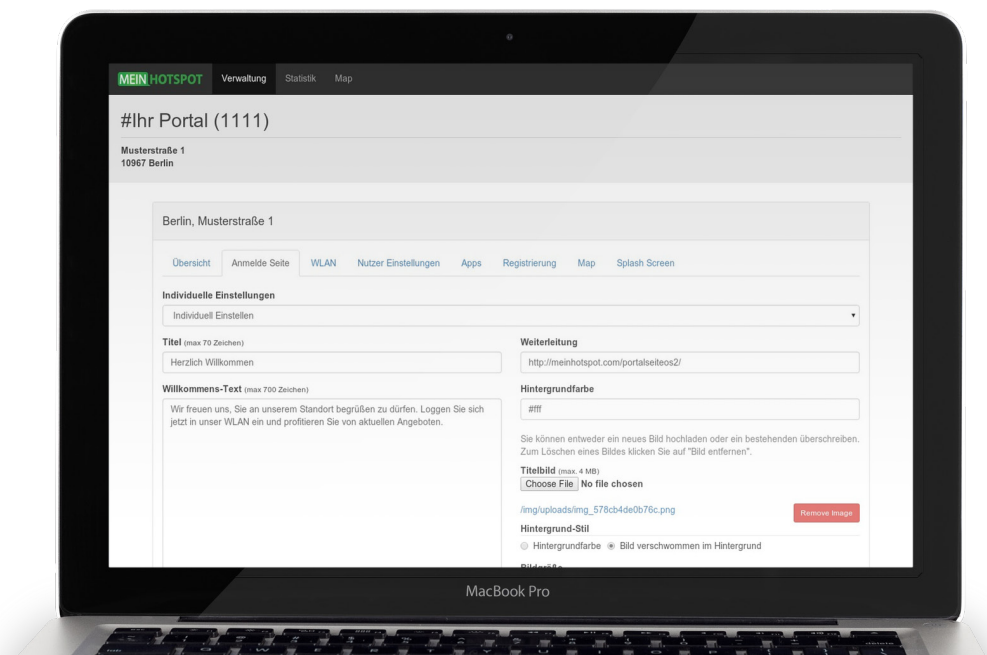 MEIN HOTSPOT Verwaltung Statistik Map
#Ihr Portal (1111)
Musterstraße 1
10967 Berlin
Berlin, Musterstraße 1
Übersicht Anmelde Seite WLAN Nutzer Einstellungen Apps Registrierung Map Splash Screen
Individuelle Einstellungen
Individuell Einstellen
Titel (max 70 Zeichen)
Herzlich Willkommen
Willkommens-Text (max 700 Zeichen)
Wir freuen uns, Sie an unserem Standort begrüßen zu dürfen. Loggen Sie sich
jetzt in unser WLAN ein und profitieren Sie von aktuellen Angeboten.
Weiterleitung
http://meinhotspot.com/portalseiteos2/
Hintergrundfarbe
#fff
Sie können entweder ein neues Bild hochladen oder ein bestehenden überschreiben.
Zum Löschen eines Bildes klicken Sie auf "Bild entfernen".
Titelbild (max. 4 MB)
Choose File No file chosen
/img/uploads/img_578cb4de0b76c.png
Remove Image
Hintergrund-Stil
Hintergrundfarbe Bild verschwommen im Hintergrund
MacBook Pro